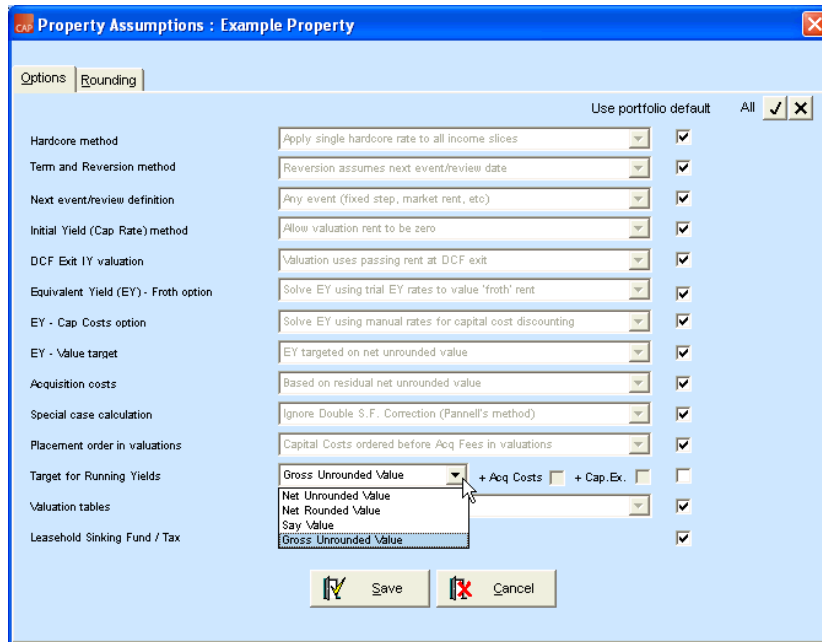 CAP Property Assumptions : Example Property
Options Rounding
Use portfolio default All
Hardcore method Apply single hardcore rate to all income slices
Term and Reversion method Reversion assumes next event/review date
Next event/review definition Any event (fixed step, market rent, etc)
Initial Yield (Cap Rate) method Allow valuation rent to be zero
DCF Exit IY valuation Valuation uses passing rent at DCF exit
Equivalent Yield (EY) - Froth option Solve EY using trial EY rates to value 'froth' rent
EY - Cap Costs option Solve EY using manual rates for capital cost discounting
EY - Value target EY targeted on net unrounded value
Acquisition costs Based on residual net unrounded value
Special case calculation Ignore Double S.F. Correction (Pannell's method)
Placement order in valuations Capital Costs ordered before Acq Fees in valuations
Target for Running Yields Gross Unrounded Value + Acq Costs + Cap.Ex.
Net Unrounded Value
Valuation tables Net Rounded Value
Say Value
Leasehold Sinking Fund / Tax Gross Unrounded Value
Save Cancel